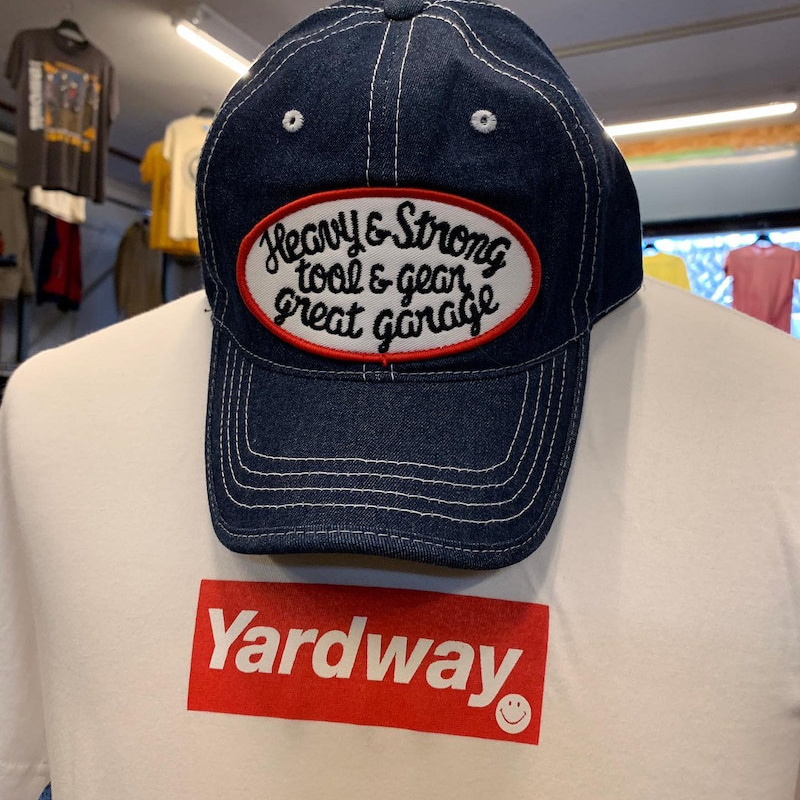 Heavy & Strong
tool & gear
great garage
Yardway